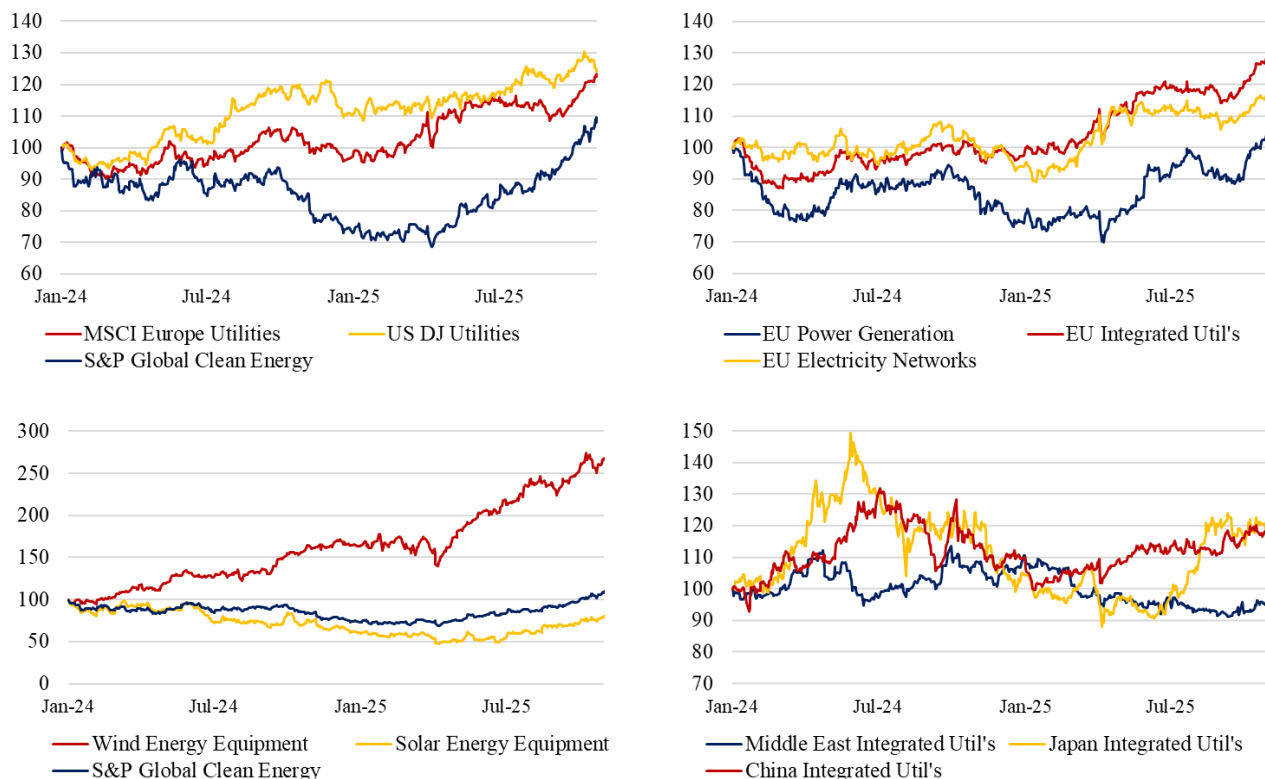 140
130
120
110
100
90
80
70
60
Jan-24 Jul-24 Jan-25 Jul-25
MSCI Europe Utilities US DJ Utilities
S&P Global Clean Energy
140
130
120
110
100
90
80
70
60
Jan-24 Jul-24 Jan-25 Jul-25
EU Power Generation EU Integrated Util's
EU Electricity Networks
300
250
200
150
100
50
0
Jan-24 Jul-24 Jan-25 Jul-25
Wind Energy Equipment Solar Energy Equipment
S&P Global Clean Energy
150
140
130
120
110
100
90
80
70
Jan-24 Jul-24 Jan-25 Jul-25
Middle East Integrated Util's Japan Integrated Util's
China Integrated Util's